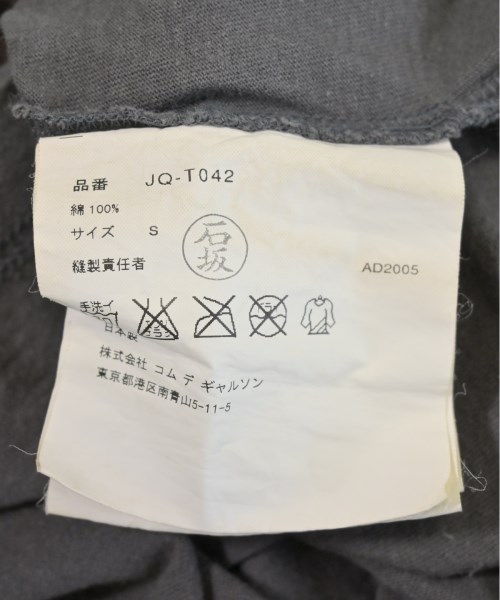 品番 JQ-T042
綿 100%
サイズ S
石坂
縫製責任者
AD2005
手洗イ
日本製
株式会社 コム デ ギャルソン
東京都港区南青山5-11-5